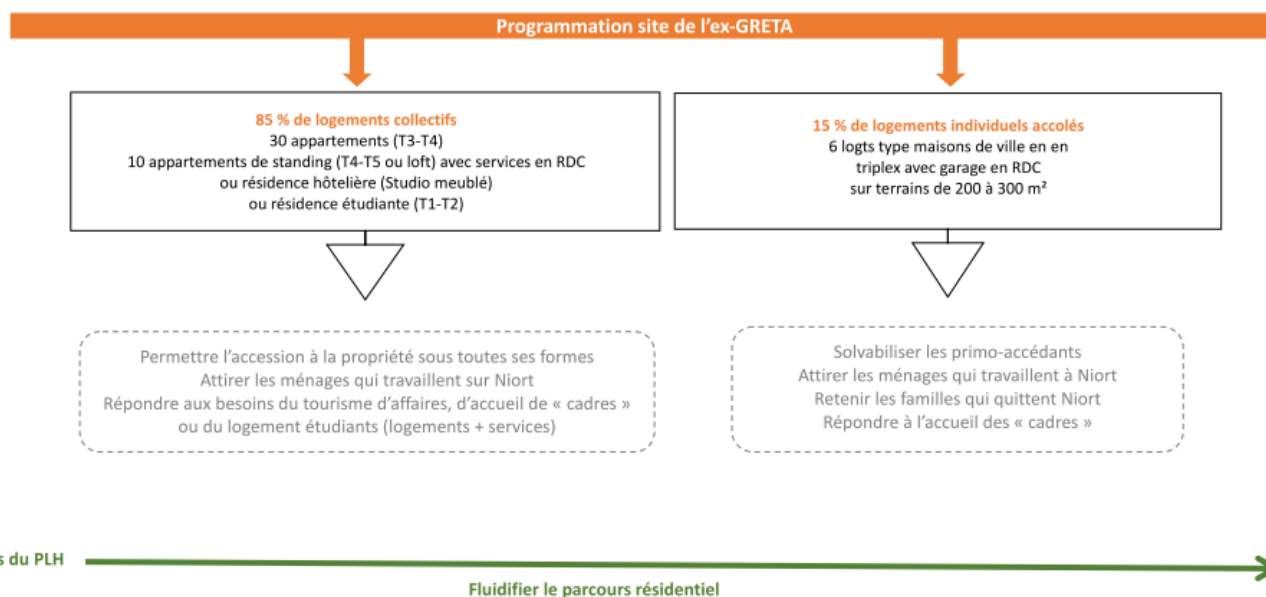 Programmation site de l’ex-GRETA
85 % de logements collectifs
30 appartements (T3-T4)
10 appartements de standing (T4-T5 ou loft) avec services en RDC
ou résidence hôtelière (Studio meublé)
ou résidence étudiante (T1-T2)
15 % de logements individuels accolés
6 logts type maisons de ville en en
triplex avec garage en RDC
sur terrains de 200 à 300 m²
Permettre l’accession à la propriété sous toutes ses formes
Attirer les ménages qui travaillent sur Niort
Répondre aux besoins du tourisme d’affaires, d’accueil de « cadres »
ou du logement étudiants (logements + services)
Solvabiliser les primo-accédants
Attirer les ménages qui travaillent à Niort
Retenir les familles qui quittent Niort
Répondre à l’accueil des « cadres »
du PLH
Fluidifier le parcours résidentiel